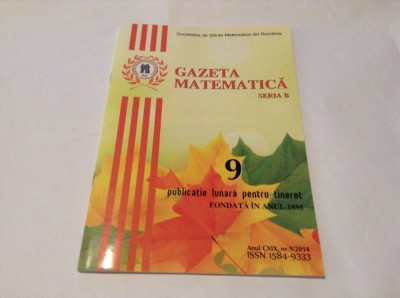 Societatea de Științe Matematice din România
GAZETA
MATEMATICĂ
SERIA B
9
publicație lunară pentru tineret
FONDATĂ ÎN ANUL 1895
Anul CXIX, nr.9/2014
ISSN 1584-9333